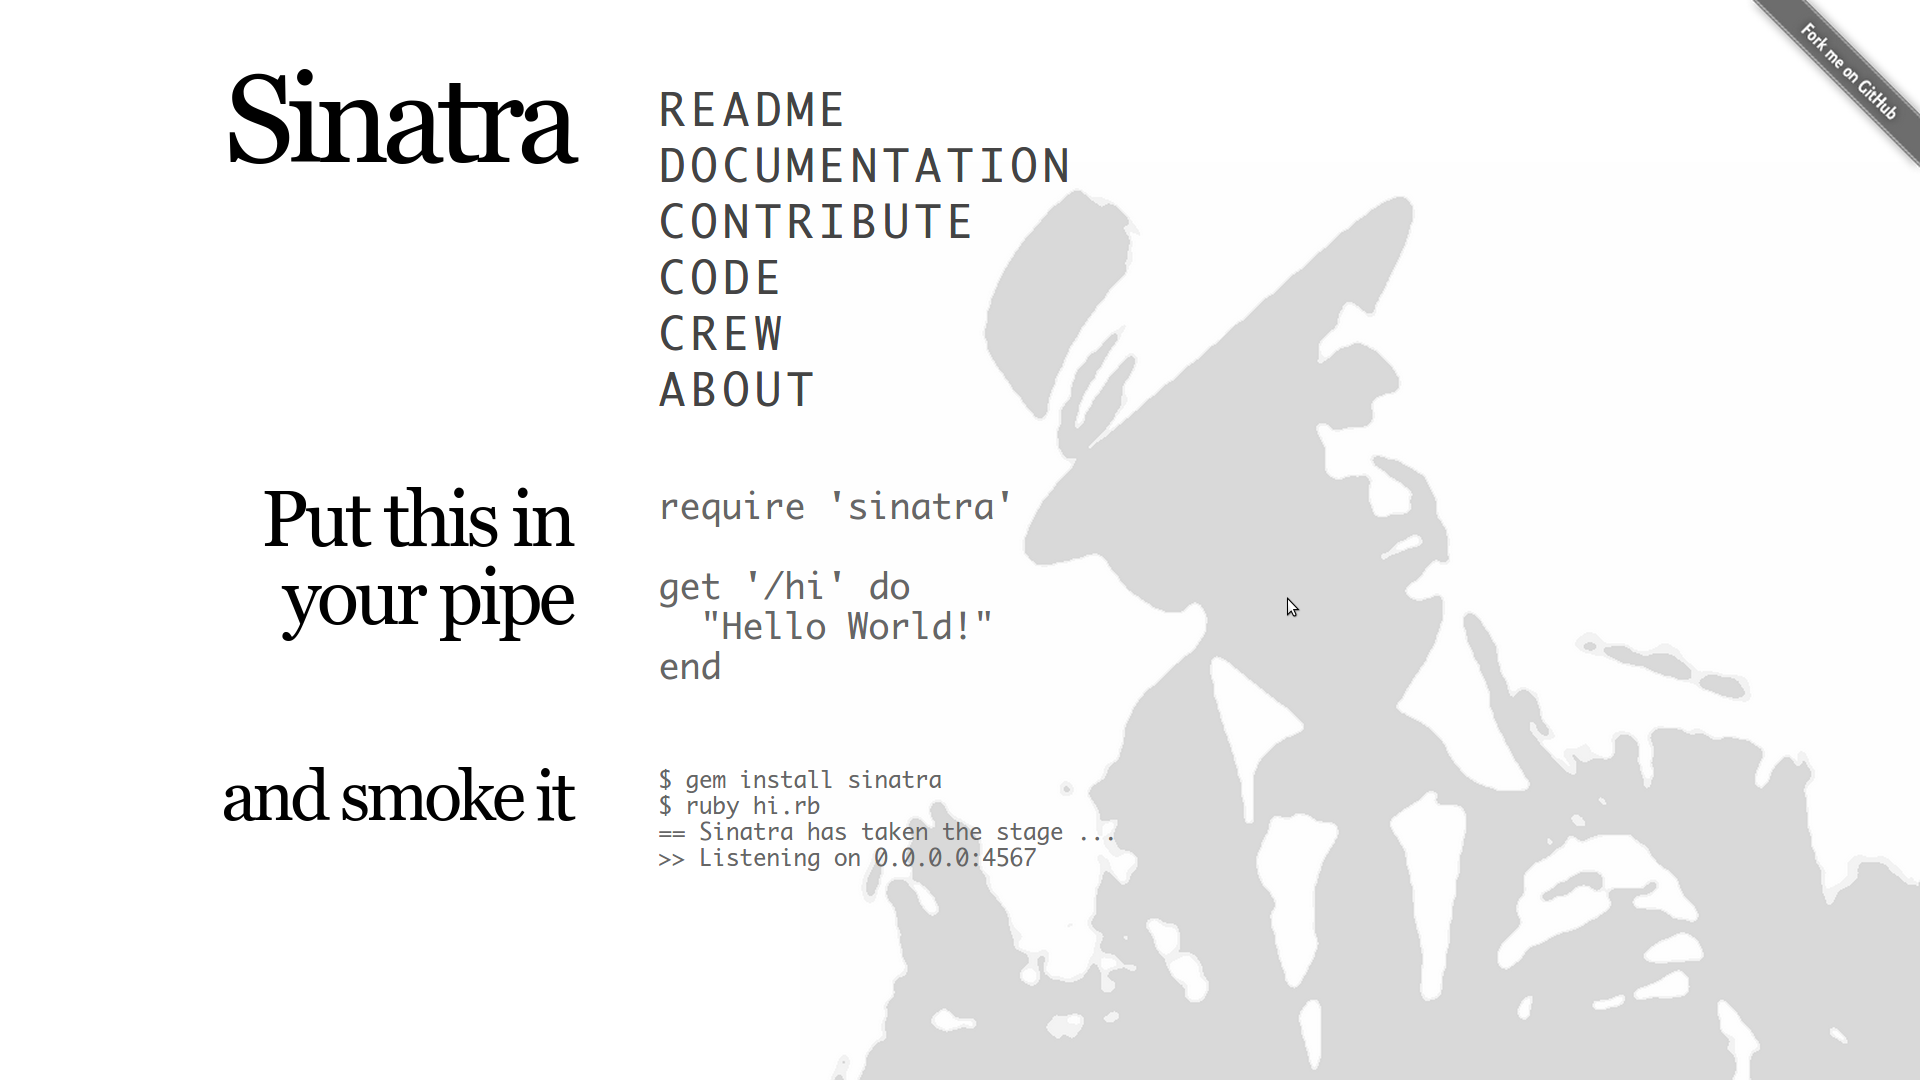 Sinatra
README
DOCUMENTATION
CONTRIBUTE
CODE
CREW
ABOUT
Fork me on GitHub
Put this in
your pipe
require 'sinatra'
get '/hi' do
  "Hello World!"
end
and smoke it
$ gem install sinatra
$ ruby hi.rb
== Sinatra has taken the stage ...
>> Listening on 0.0.0.0:4567